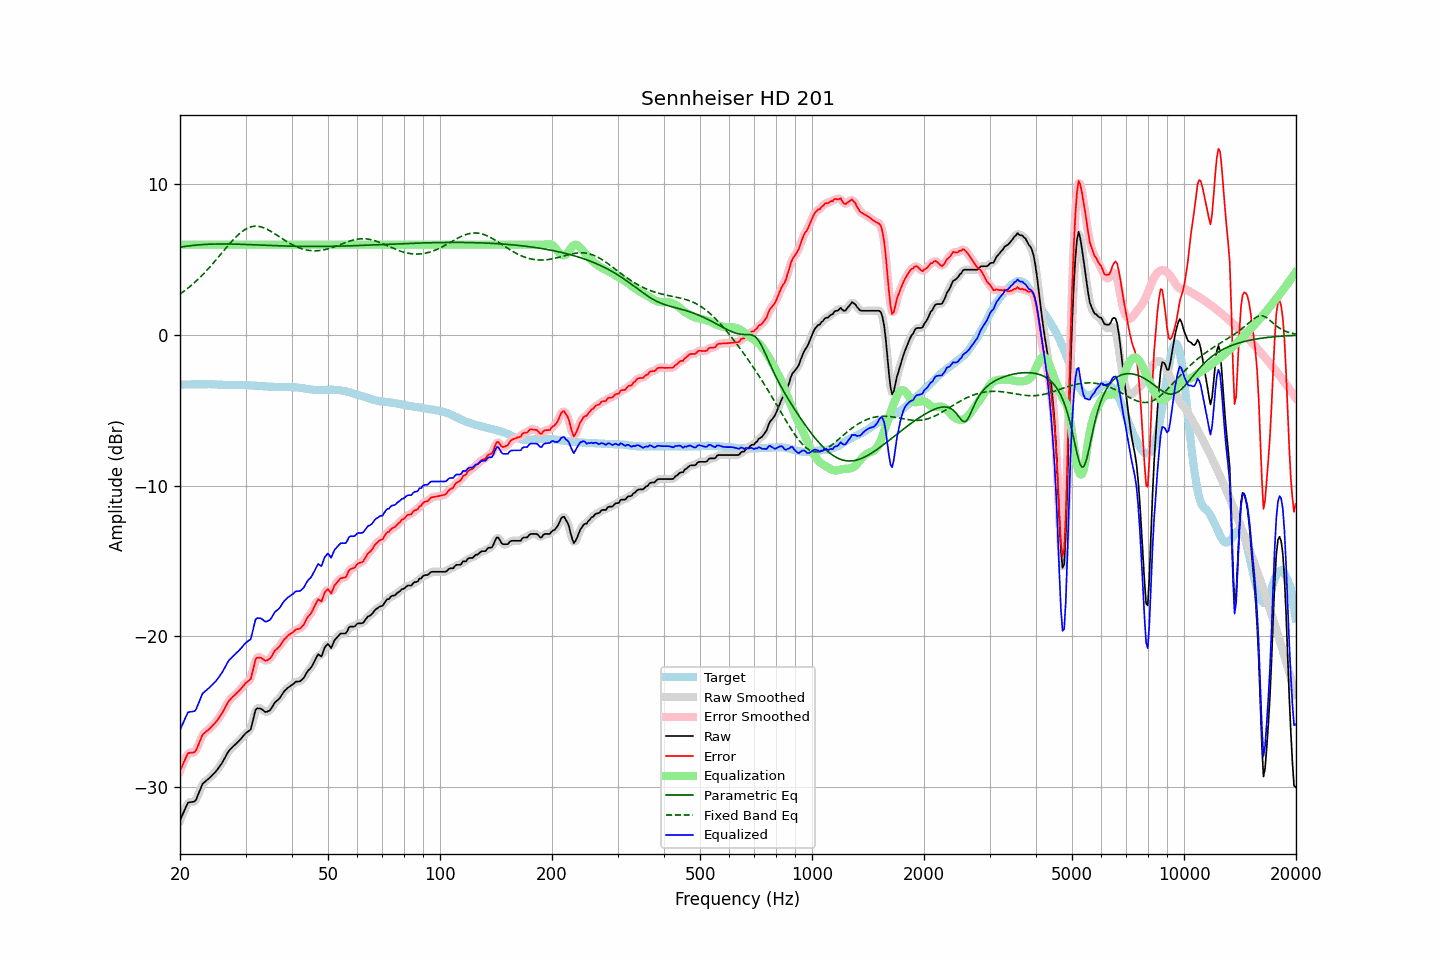 Sennheiser HD 201
Amplitude (dBr)
10
0
−10
−20
−30
Target
Raw Smoothed
Error Smoothed
Raw
Error
Equalization
Parametric Eq
Fixed Band Eq
Equalized
20 50 100 200 500 1000 2000 5000 10000 20000
Frequency (Hz)